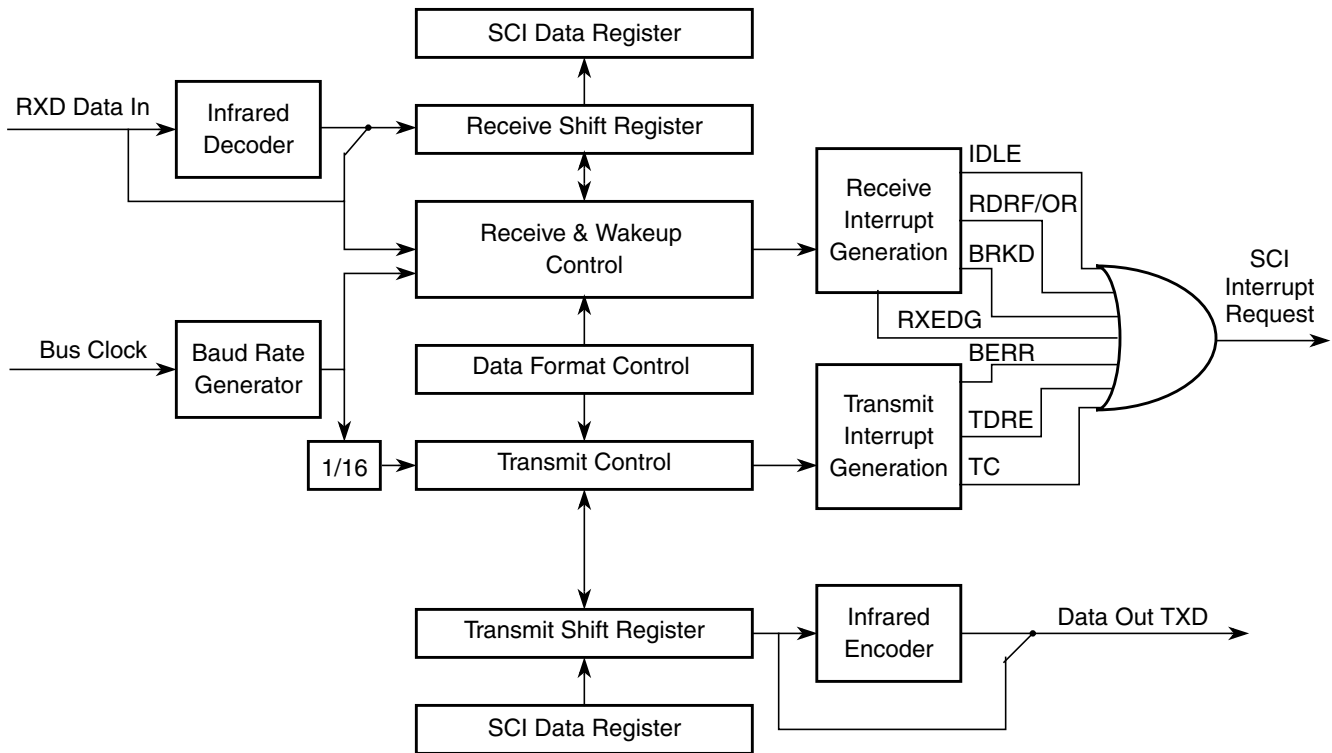 SCI Data Register
RXD Data In
Infrared
Decoder
Receive Shift Register
Receive & Wakeup
Control
Receive
Interrupt
Generation
IDLE
RDRF/OR
BRKD
RXEDG
SCI
Interrupt
Request
Bus Clock
Baud Rate
Generator
Data Format Control
BERR
Transmit
Interrupt
Generation
TDRE
TC
1/16
Transmit Control
Transmit Shift Register
Infrared
Encoder
Data Out TXD
SCI Data Register